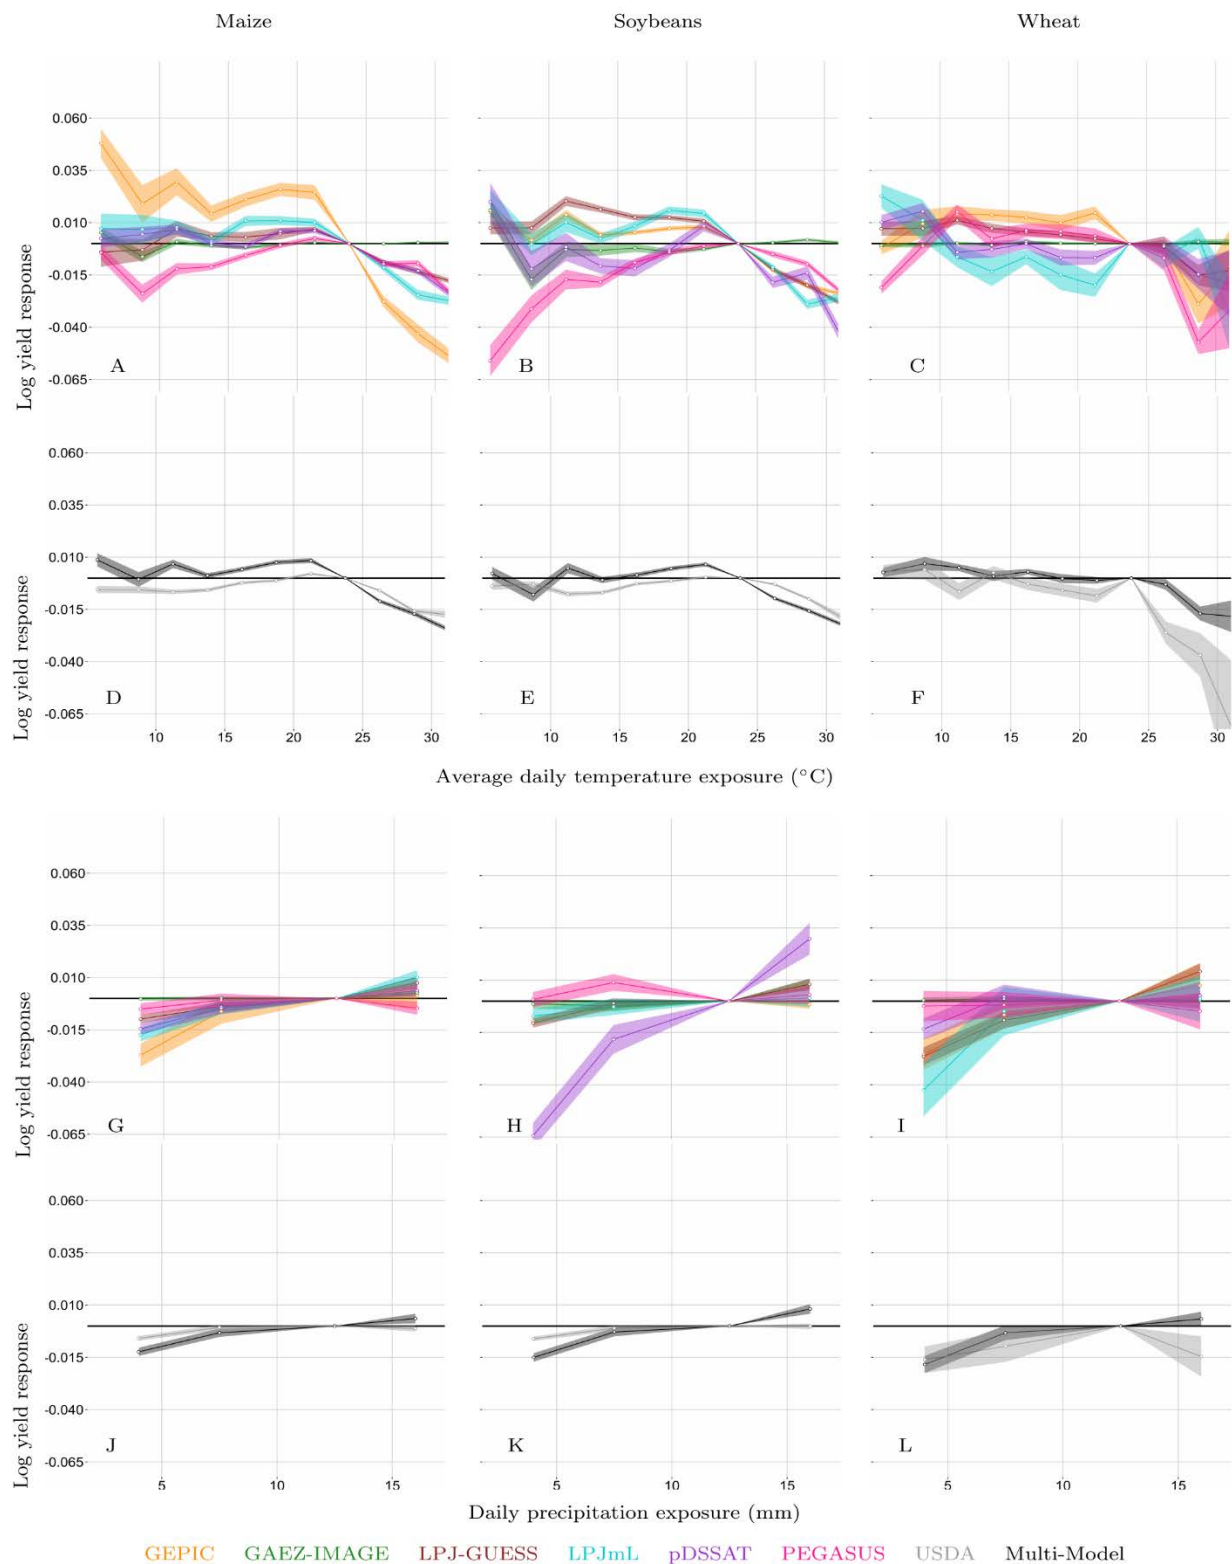 Maize Soybeans Wheat
0.060
0.035
0.010
-0.015
-0.040
-0.065
Log yield response
A B C
0.060
0.035
0.010
-0.015
-0.040
-0.065
Log yield response
D E F
10 15 20 25 30 10 15 20 25 30 10 15 20 25 30
Average daily temperature exposure (°C)
0.060
0.035
0.010
-0.015
-0.040
-0.065
Log yield response
G H I
0.060
0.035
0.010
-0.015
-0.040
-0.065
Log yield response
J K L
5 10 15 5 10 15 5 10 15
Daily precipitation exposure (mm)
GEPIC GAEZ-IMAGE LPJ-GUESS LPJmL pDSSAT PEGASUS USDA Multi-Model